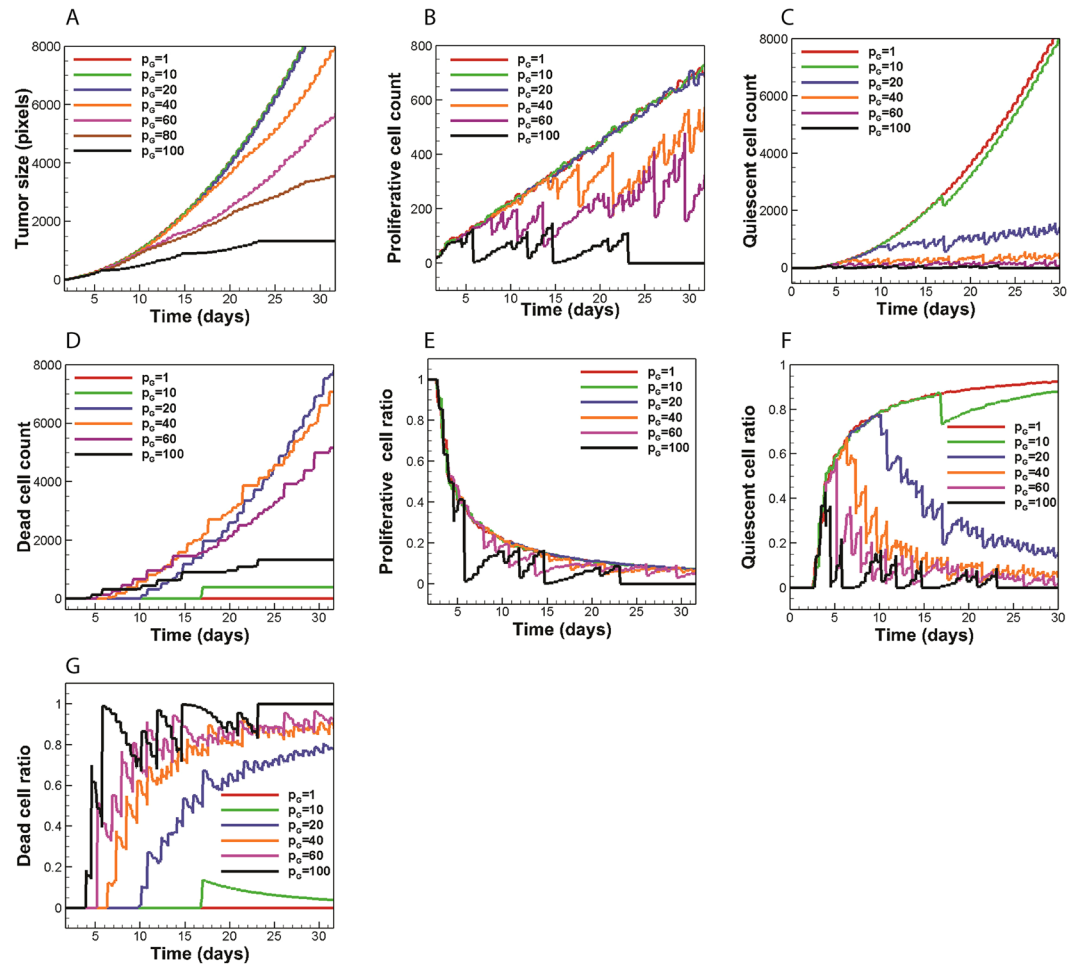 A
Tumor size (pixels)
8000
6000
4000
2000
0
pG=1
pG=10
pG=20
pG=40
pG=60
pG=80
pG=100
5 10 15 20 25 30
Time (days)
B
Proliferative cell count
800
600
400
200
0
pG=1
pG=10
pG=20
pG=40
pG=60
pG=100
5 10 15 20 25 30
Time (days)
C
Quiescent cell count
8000
6000
4000
2000
0
pG=1
pG=10
pG=20
pG=40
pG=60
pG=100
0 5 10 15 20 25 30
Time (days)
D
Dead cell count
8000
6000
4000
2000
0
pG=1
pG=10
pG=20
pG=40
pG=60
pG=100
5 10 15 20 25 30
Time (days)
E
Proliferative cell ratio
1
0.8
0.6
0.4
0.2
0
pG=1
pG=10
pG=20
pG=40
pG=60
pG=100
5 10 15 20 25 30
Time (days)
F
Quiescent cell ratio
1
0.8
0.6
0.4
0.2
0
pG=1
pG=10
pG=20
pG=40
pG=60
pG=100
0 5 10 15 20 25 30
Time (days)
G
Dead cell ratio
1
0.8
0.6
0.4
0.2
0
pG=1
pG=10
pG=20
pG=40
pG=60
pG=100
5 10 15 20 25 30
Time (days)